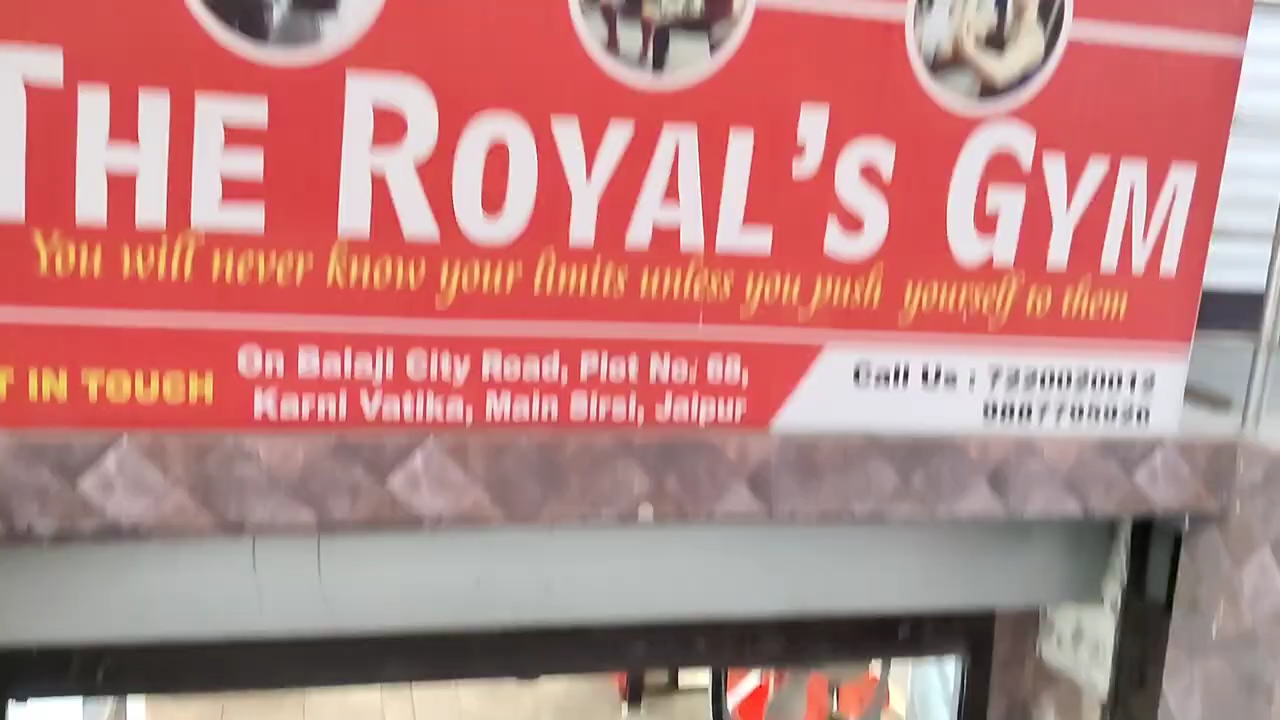 THE ROYAL'S GYM
You will never know your limits unless you push yourself to them
IN TOUCH
On Balaji City Road, Plot No: 68,
Karni Vatika, Main Sirsi, Jaipur
Call Us :